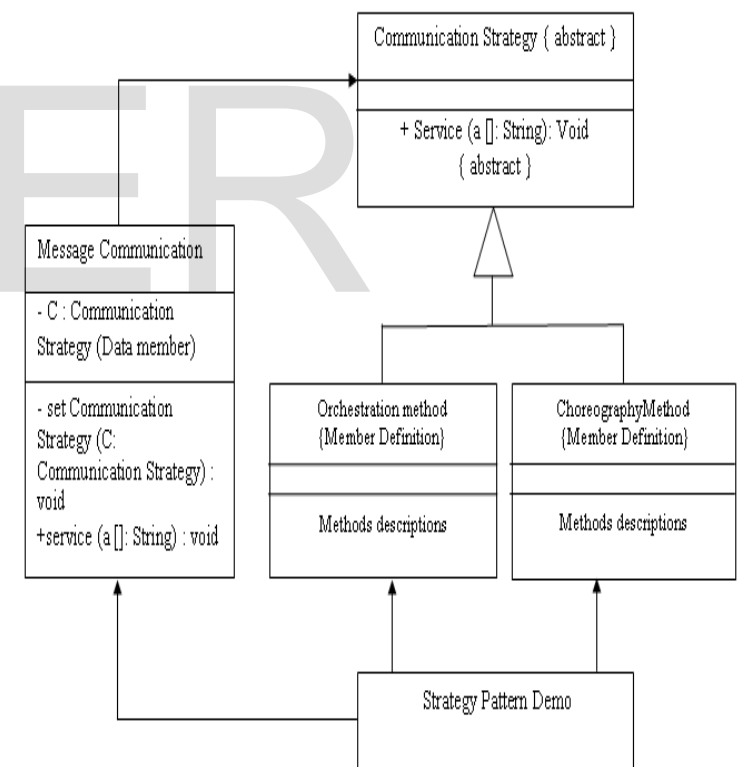 Communication Strategy { abstract }
+ Service (a []: String): Void
{ abstract }
ER
Message Communication
- C : Communication
Strategy (Data member)
- set Communication
Strategy (C:
Communication Strategy) :
void
+service (a []: String) : void
Orchestration method
{Member Definition}
Methods descriptions
ChoreographyMethod
{Member Definition}
Methods descriptions
Strategy Pattern Demo